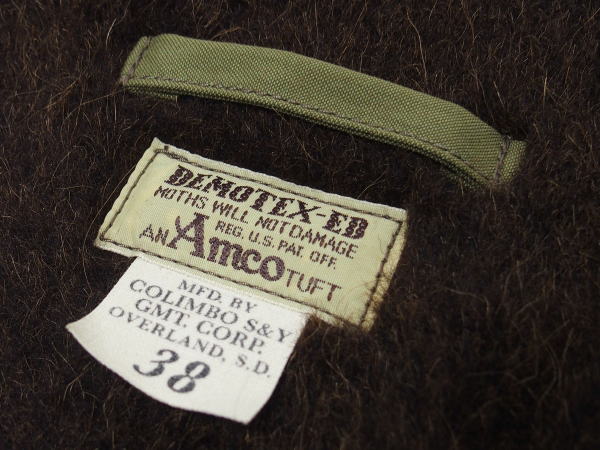 DEMOTEX-ED
MOTHS WILL NOT DAMAGE
REG. U.S. PAT. OFF.
AN Amco TUFT
MFD. BY
COLIMBO S&Y
GMT. CORP.
OVERLAND, S.D.
38